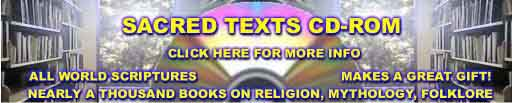 SACRED TEXTS CD-ROM
CLICK HERE FOR MORE INFO
ALL WORLD SCRIPTURES MAKES A GREAT GIFT!
NEARLY A THOUSAND BOOKS ON RELIGION, MYTHOLOGY, FOLKLORE